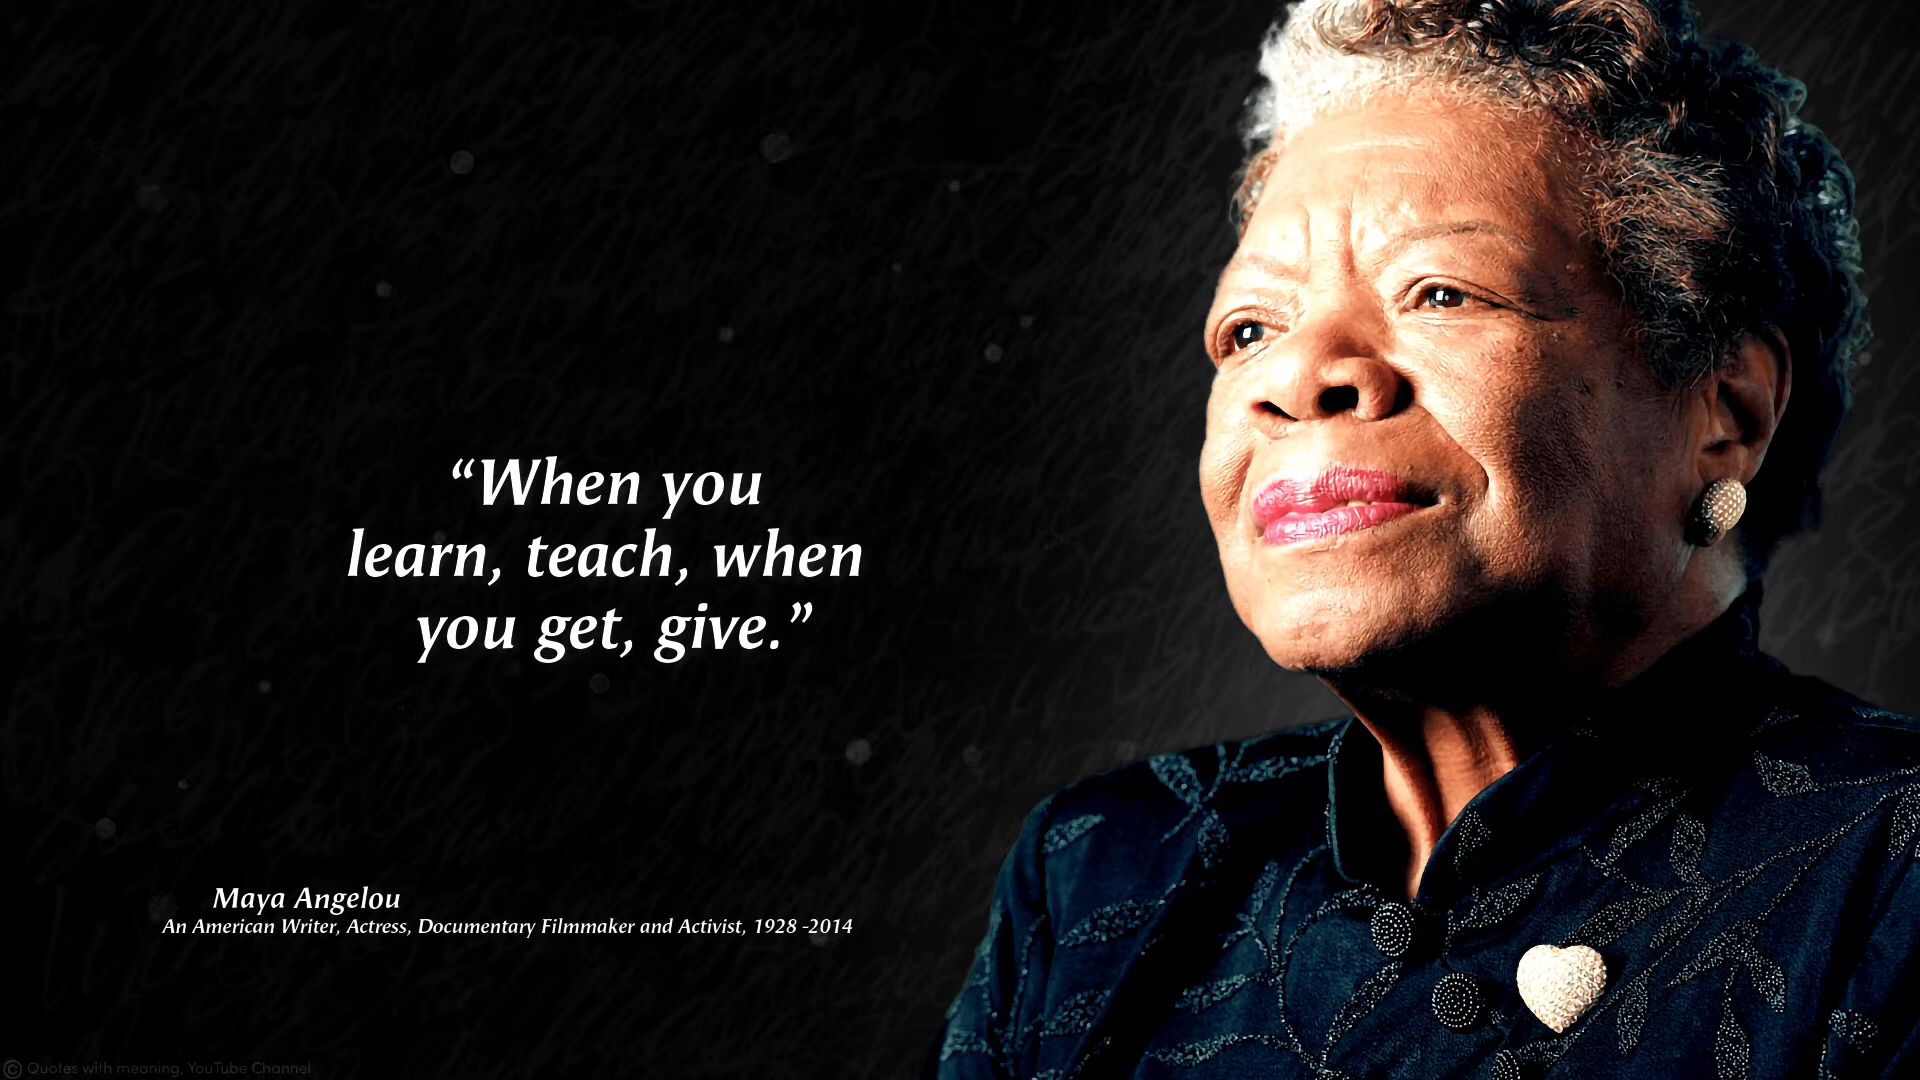 “When you
learn, teach, when
you get, give.”
Maya Angelou
An American Writer, Actress, Documentary Filmmaker and Activist, 1928 -2014
© Quotes with meaning, YouTube Channel